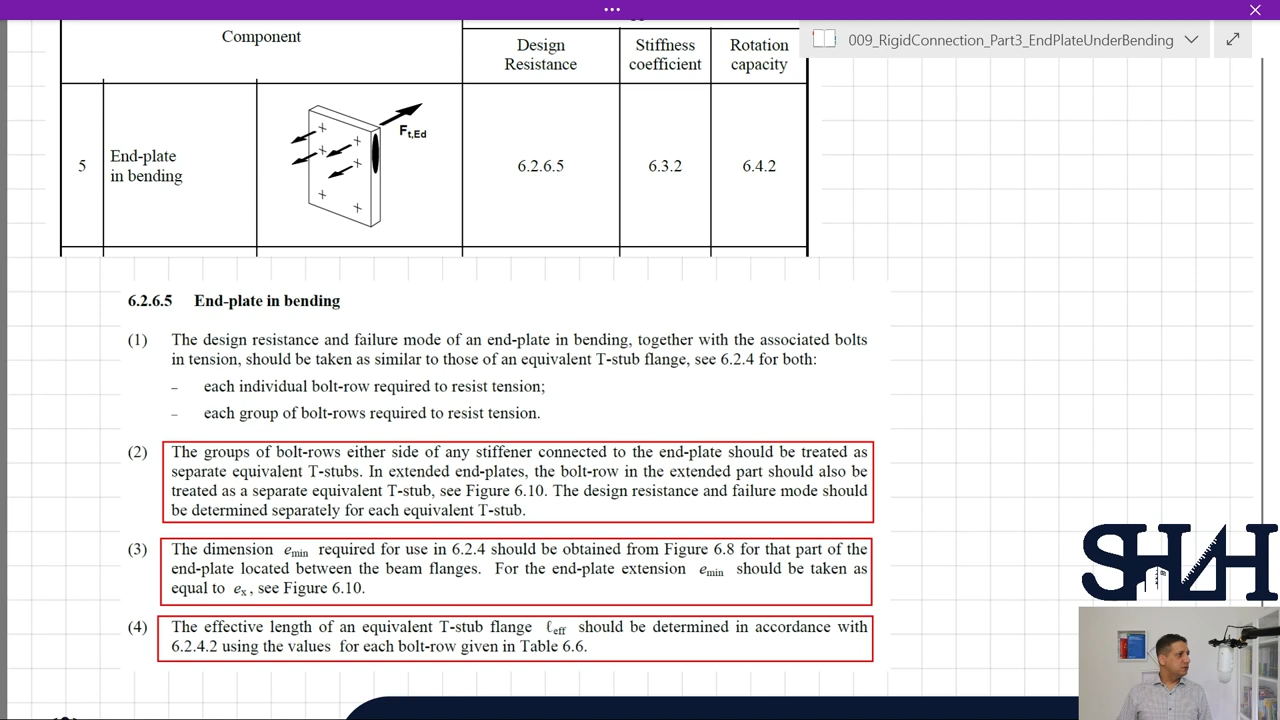 ...
009_RigidConnection_Part3_EndPlateUnderBending
Component
Design
Resistance
Stiffness
coefficient
Rotation
capacity
5
End-plate
in bending
Ft,Ed
6.2.6.5
6.3.2
6.4.2
6.2.6.5 End-plate in bending
(1) The design resistance and failure mode of an end-plate in bending, together with the associated bolts
in tension, should be taken as similar to those of an equivalent T-stub flange, see 6.2.4 for both:
– each individual bolt-row required to resist tension;
– each group of bolt-rows required to resist tension.
(2) The groups of bolt-rows either side of any stiffener connected to the end-plate should be treated as
separate equivalent T-stubs. In extended end-plates, the bolt-row in the extended part should also be
treated as a separate equivalent T-stub, see Figure 6.10. The design resistance and failure mode should
be determined separately for each equivalent T-stub.
(3) The dimension emin required for use in 6.2.4 should be obtained from Figure 6.8 for that part of the
end-plate located between the beam flanges. For the end-plate extension emin should be taken as
equal to ex, see Figure 6.10.
(4) The effective length of an equivalent T-stub flange ℓeff should be determined in accordance with
6.2.4.2 using the values for each bolt-row given in Table 6.6.